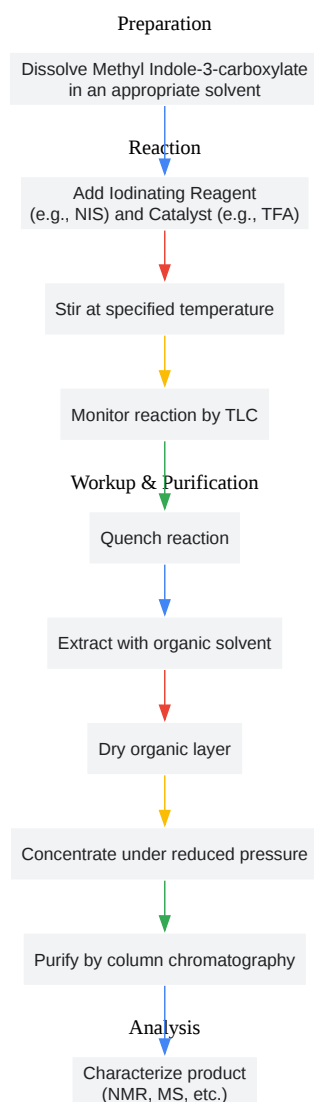 Preparation
Dissolve Methyl Indole-3-carboxylate
in an appropriate solvent
Reaction
Add Iodinating Reagent
(e.g., NIS) and Catalyst (e.g., TFA)
Stir at specified temperature
Monitor reaction by TLC
Workup & Purification
Quench reaction
Extract with organic solvent
Dry organic layer
Concentrate under reduced pressure
Purify by column chromatography
Analysis
Characterize product
(NMR, MS, etc.)